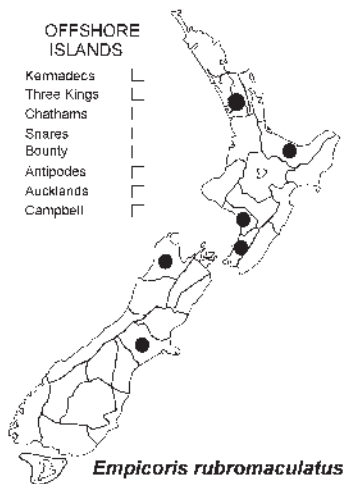 OFFSHORE
ISLANDS
Kermadecs
Three Kings
Chathams
Snares
Bounty
Antipodes
Aucklands
Campbell
Empicoris rubromaculatus